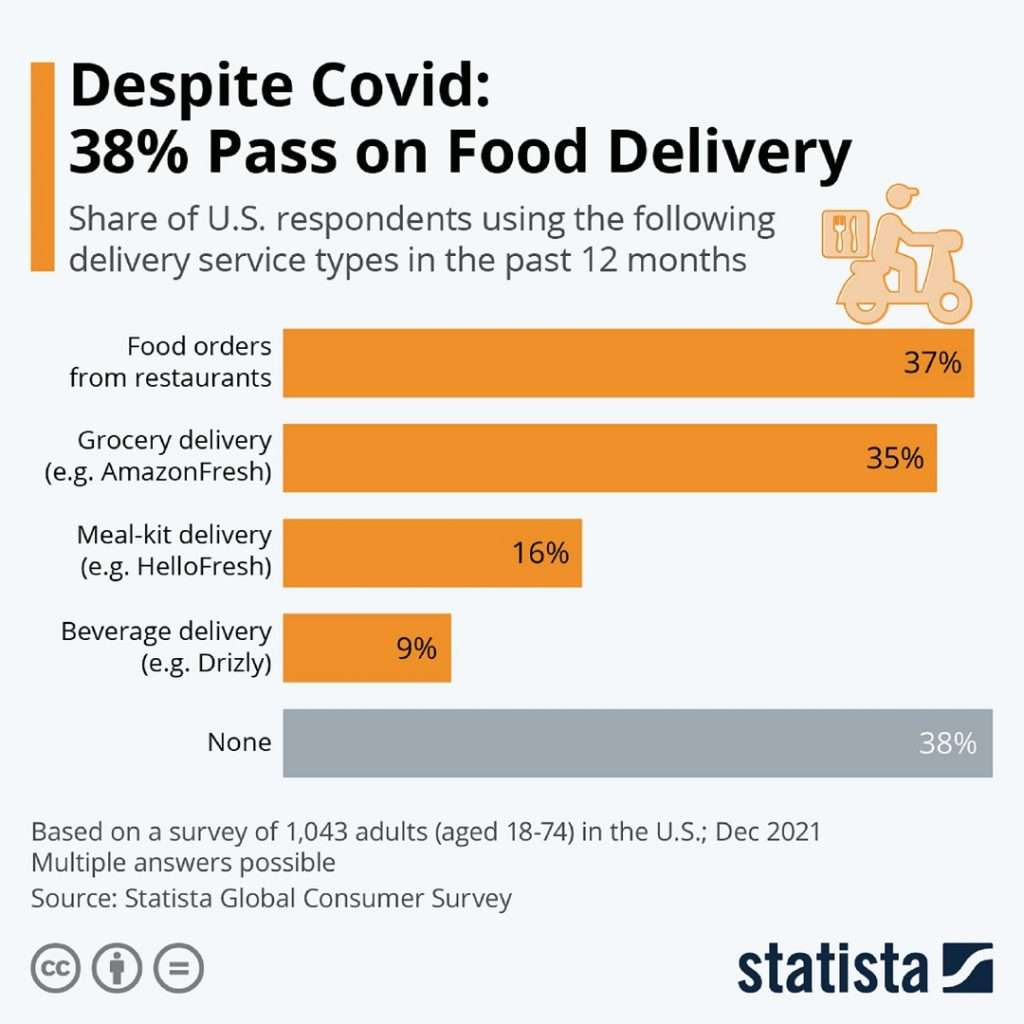 Despite Covid:
38% Pass on Food Delivery
Share of U.S. respondents using the following
delivery service types in the past 12 months
Food orders
from restaurants
37%
Grocery delivery
(e.g. AmazonFresh)
35%
Meal-kit delivery
(e.g. HelloFresh)
16%
Beverage delivery
(e.g. Drizly)
9%
None
38%
Based on a survey of 1,043 adults (aged 18-74) in the U.S.; Dec 2021
Multiple answers possible
Source: Statista Global Consumer Survey
cc
statista